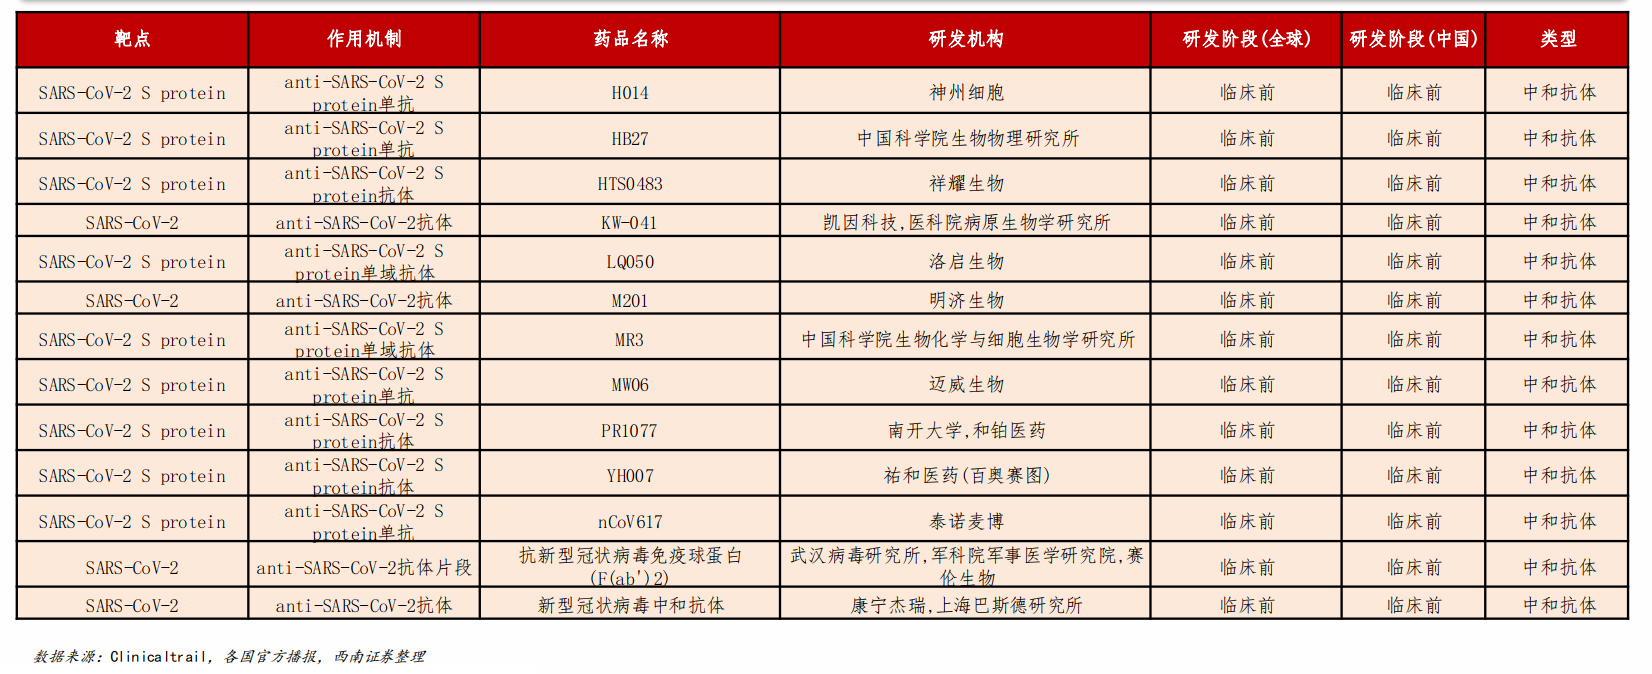 靶点 作用机制 药品名称 研发机构 研发阶段(全球) 研发阶段(中国) 类型
SARS-CoV-2 S protein anti-SARS-CoV-2 S protein单抗 H014 神州细胞 临床前 临床前 中和抗体
SARS-CoV-2 S protein anti-SARS-CoV-2 S protein单抗 HB27 中国科学院生物物理研究所 临床前 临床前 中和抗体
SARS-CoV-2 S protein anti-SARS-CoV-2 S protein抗体 HTS0483 祥耀生物 临床前 临床前 中和抗体
SARS-CoV-2 anti-SARS-CoV-2抗体 KW-041 凯因科技,医科院病原生物学研究所 临床前 临床前 中和抗体
SARS-CoV-2 S protein anti-SARS-CoV-2 S protein单域抗体 LQ050 洛启生物 临床前 临床前 中和抗体
SARS-CoV-2 anti-SARS-CoV-2抗体 M201 明济生物 临床前 临床前 中和抗体
SARS-CoV-2 S protein anti-SARS-CoV-2 S protein单域抗体 MR3 中国科学院生物化学与细胞生物学研究所 临床前 临床前 中和抗体
SARS-CoV-2 S protein anti-SARS-CoV-2 S protein单抗 MW06 迈威生物 临床前 临床前 中和抗体
SARS-CoV-2 S protein anti-SARS-CoV-2 S protein抗体 PR1077 南开大学,和铂医药 临床前 临床前 中和抗体
SARS-CoV-2 S protein anti-SARS-CoV-2 S protein抗体 YH007 祐和医药(百奥赛图) 临床前 临床前 中和抗体
SARS-CoV-2 S protein anti-SARS-CoV-2 S protein单抗 nCoV617 泰诺麦博 临床前 临床前 中和抗体
SARS-CoV-2 anti-SARS-CoV-2抗体片段 抗新型冠状病毒免疫球蛋白(F(ab')2) 武汉病毒研究所,军科院军事医学研究院,赛伦生物 临床前 临床前 中和抗体
SARS-CoV-2 anti-SARS-CoV-2抗体 新型冠状病毒中和抗体 康宁杰瑞,上海巴斯德研究所 临床前 临床前 中和抗体
数据来源：Clinicaltrail，各国官方播报，西南证券整理